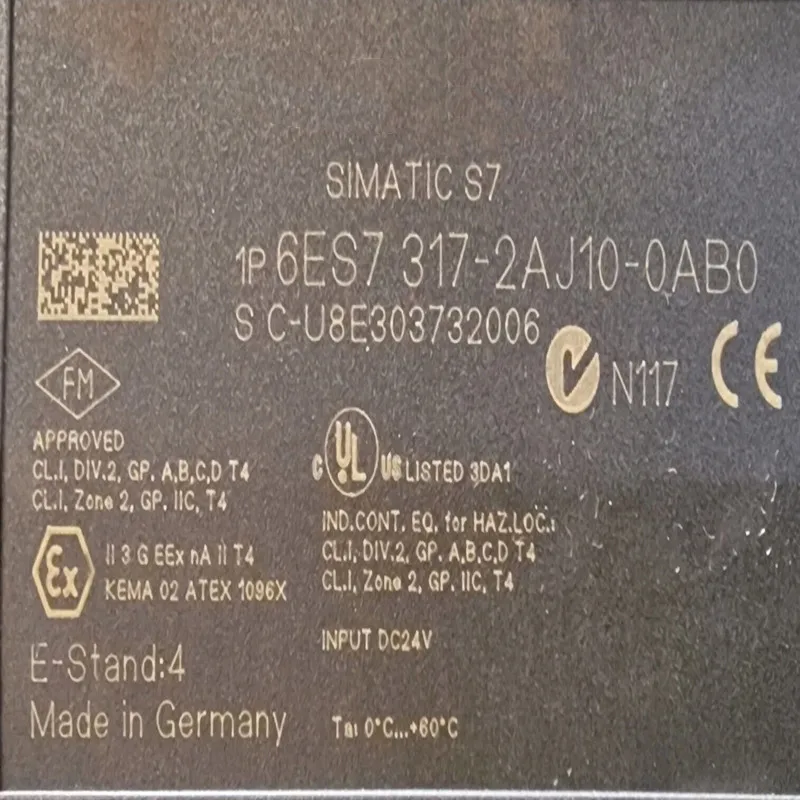 SIMATIC S7
1P 6ES7 317-2AJ10-0AB0
S C-U8E303732006
N117 CE
FM
APPROVED
CL.I, DIV.2, GP. A,B,C,D T4
CL.I, Zone 2, GP. IIC, T4
Ex
II 3 G EEx nA II T4
KEMA 02 ATEX 1096X
C UL US LISTED 3DA1
IND.CONT. EQ. for HAZ.LOC.:
CL.I, DIV.2, GP. A,B,C,D T4
CL.I, Zone 2, GP. IIC, T4
INPUT DC24V
E-Stand:4
Made in Germany
Ta: 0°C...+60°C